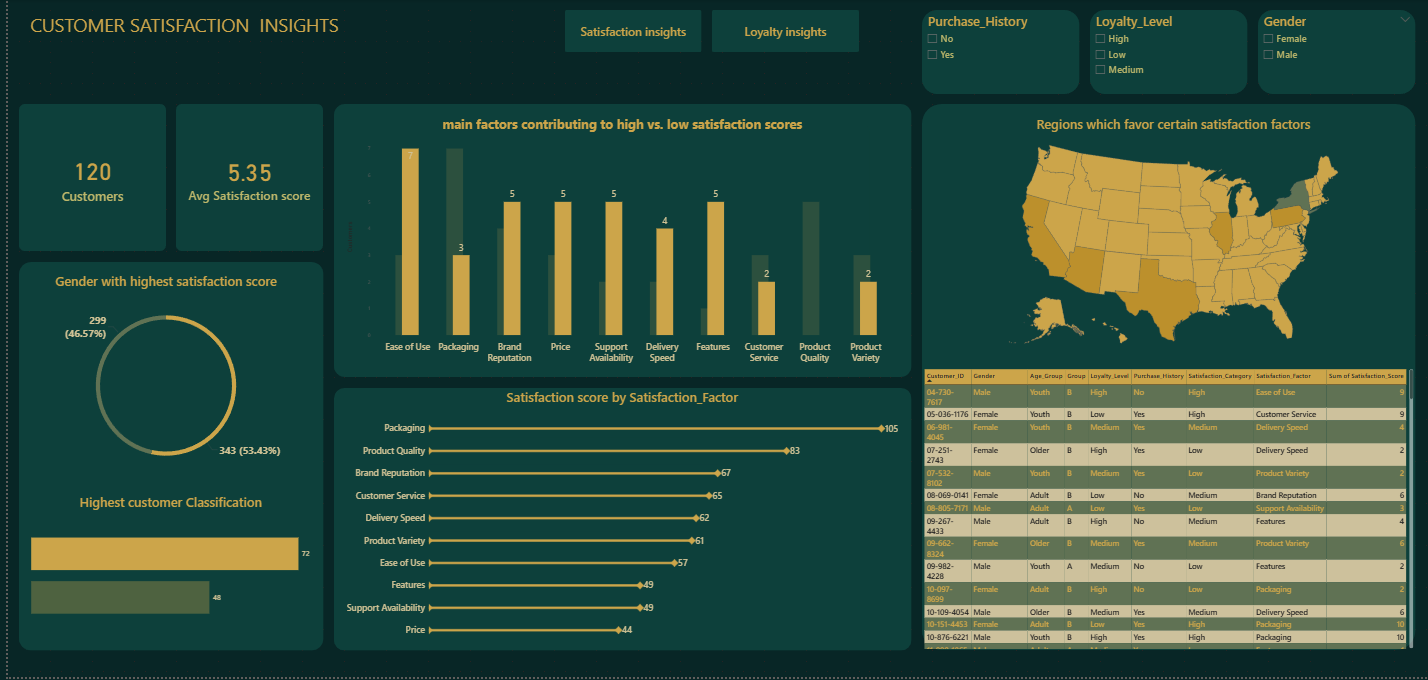 CUSTOMER SATISFACTION INSIGHTS
Satisfaction insights
Loyalty insights
Purchase_History
No
Yes
Loyalty_Level
High
Low
Medium
Gender
Female
Male
120
Customers
5.35
Avg Satisfaction score
Gender with highest satisfaction score
299
(46.57%)
343 (53.43%)
Highest customer Classification
72
48
main factors contributing to high vs. low satisfaction scores
7
3
5
5
5
4
5
2
2
Ease of Use
Packaging
Brand
Reputation
Price
Support
Availability
Delivery
Speed
Features
Customer
Service
Product
Quality
Product
Variety
Satisfaction score by Satisfaction_Factor
Packaging 105
Product Quality 83
Brand Reputation 67
Customer Service 65
Delivery Speed 62
Product Variety 61
Ease of Use 57
Features 49
Support Availability 49
Price 44
Regions which favor certain satisfaction factors
Customer_ID Gender Age_Group Group Loyalty_Level Purchase_History Satisfaction_Category Satisfaction_Factor Sum of Satisfaction_Score
04-730-7617 Male Youth B High No High Ease of Use 9
05-036-1176 Female Youth B Low Yes High Customer Service 9
06-981-4045 Female Youth B Medium Yes Medium Delivery Speed 4
07-251-2743 Female Older B High Yes Low Delivery Speed 2
07-532-8102 Male Youth B Medium Yes Low Product Variety 2
08-069-0141 Female Adult B Low No Medium Brand Reputation 6
08-805-7171 Male Adult A Low Yes Low Support Availability 3
09-267-4433 Male Adult B High No Medium Features 4
09-662-8324 Female Older B Medium Yes Medium Product Variety 6
09-982-4228 Male Youth A Medium No Low Features 2
10-097-8699 Female Adult B High No Low Packaging 2
10-109-4054 Male Older B Medium Yes Medium Delivery Speed 6
10-151-4453 Female Adult B Low Yes High Packaging 10
10-876-6221 Male Youth B High Yes High Packaging 10